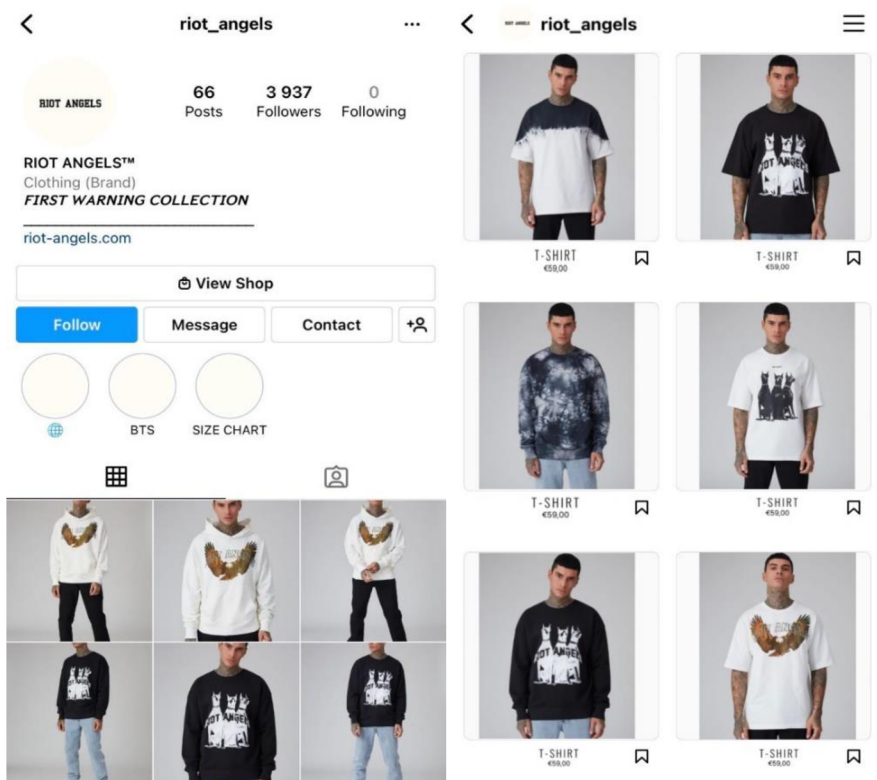 riot_angels
RIOT ANGELS
66
Posts
3 937
Followers
0
Following
RIOT ANGELS™
Clothing (Brand)
FIRST WARNING COLLECTION
riot-angels.com
View Shop
Follow
Message
Contact
BTS
SIZE CHART
RIOT ANGELS
riot_angels
T-SHIRT
€59,00
T-SHIRT
€59,00
T-SHIRT
€59,00
T-SHIRT
€59,00
T-SHIRT
€59,00
T-SHIRT
€59,00